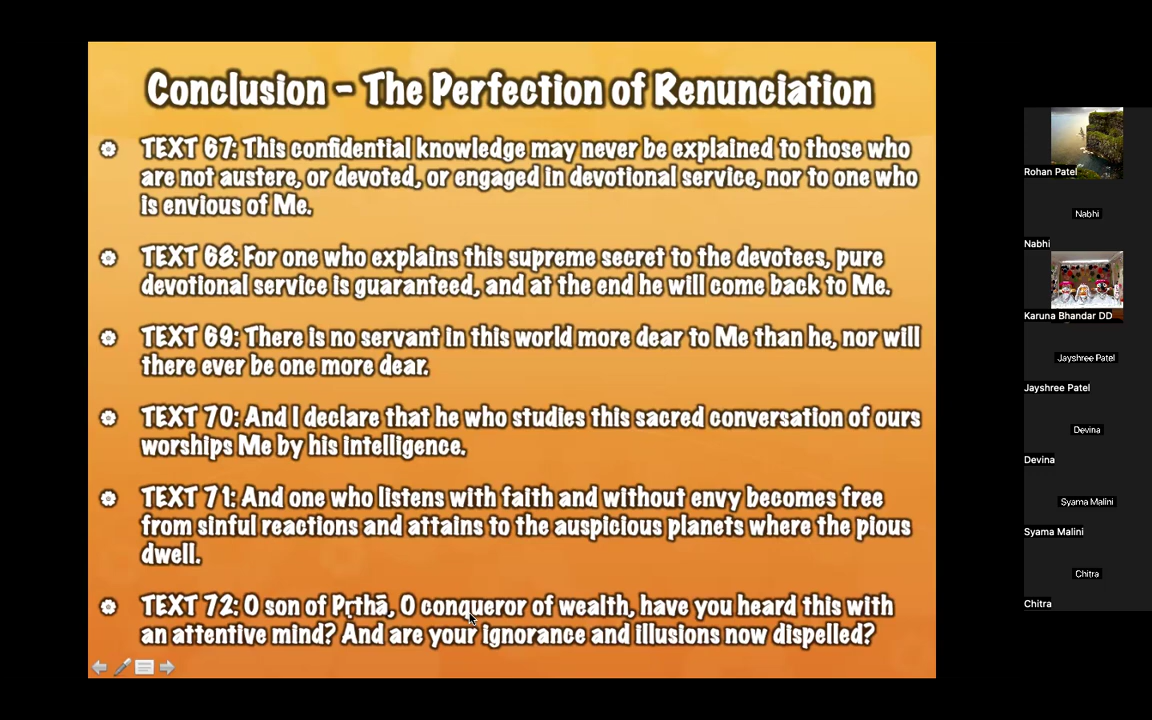 Conclusion - The Perfection of Renunciation
TEXT 67: This confidential knowledge may never be explained to those who
are not austere, or devoted, or engaged in devotional service, nor to one who
is envious of Me.
TEXT 68: For one who explains this supreme secret to the devotees, pure
devotional service is guaranteed, and at the end he will come back to Me.
TEXT 69: There is no servant in this world more dear to Me than he, nor will
there ever be one more dear.
TEXT 70: And I declare that he who studies this sacred conversation of ours
worships Me by his intelligence.
TEXT 71: And one who listens with faith and without envy becomes free
from sinful reactions and attains to the auspicious planets where the pious
dwell.
TEXT 72: O son of Pṛthā, O conqueror of wealth, have you heard this with
an attentive mind? And are your ignorance and illusions now dispelled?
Rohan Patel
Nabhi
Nabhi
Karuna Bhandar DD
Jayshree Patel
Jayshree Patel
Devina
Devina
Syama Malini
Syama Malini
Chitra
Chitra